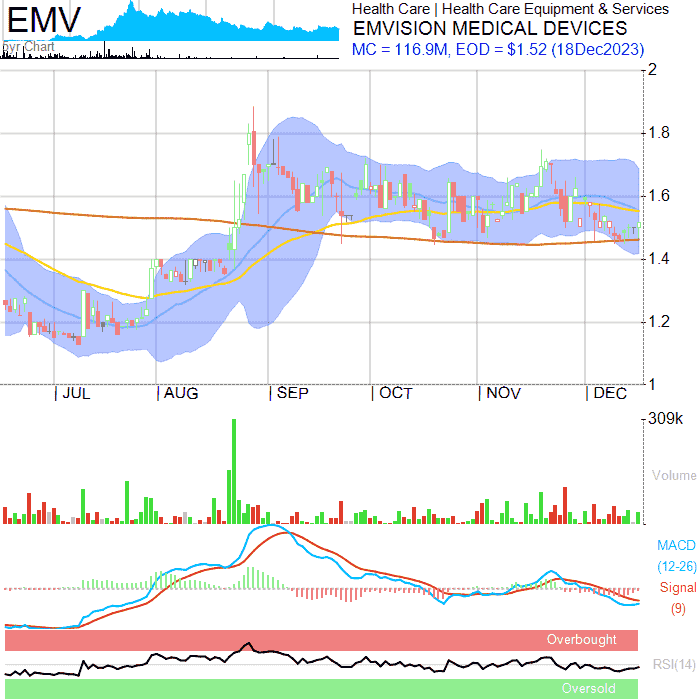 EMV
Health Care | Health Care Equipment & Services
EMVISION MEDICAL DEVICES
MC = 116.9M, EOD = $1.52 (18Dec2023)
Chart
2
1.8
1.6
1.4
1.2
1
| JUL | AUG | SEP | OCT | NOV | DEC
309k
Volume
MACD
(12-26)
Signal
(9)
Overbought
RSI(14)
Oversold